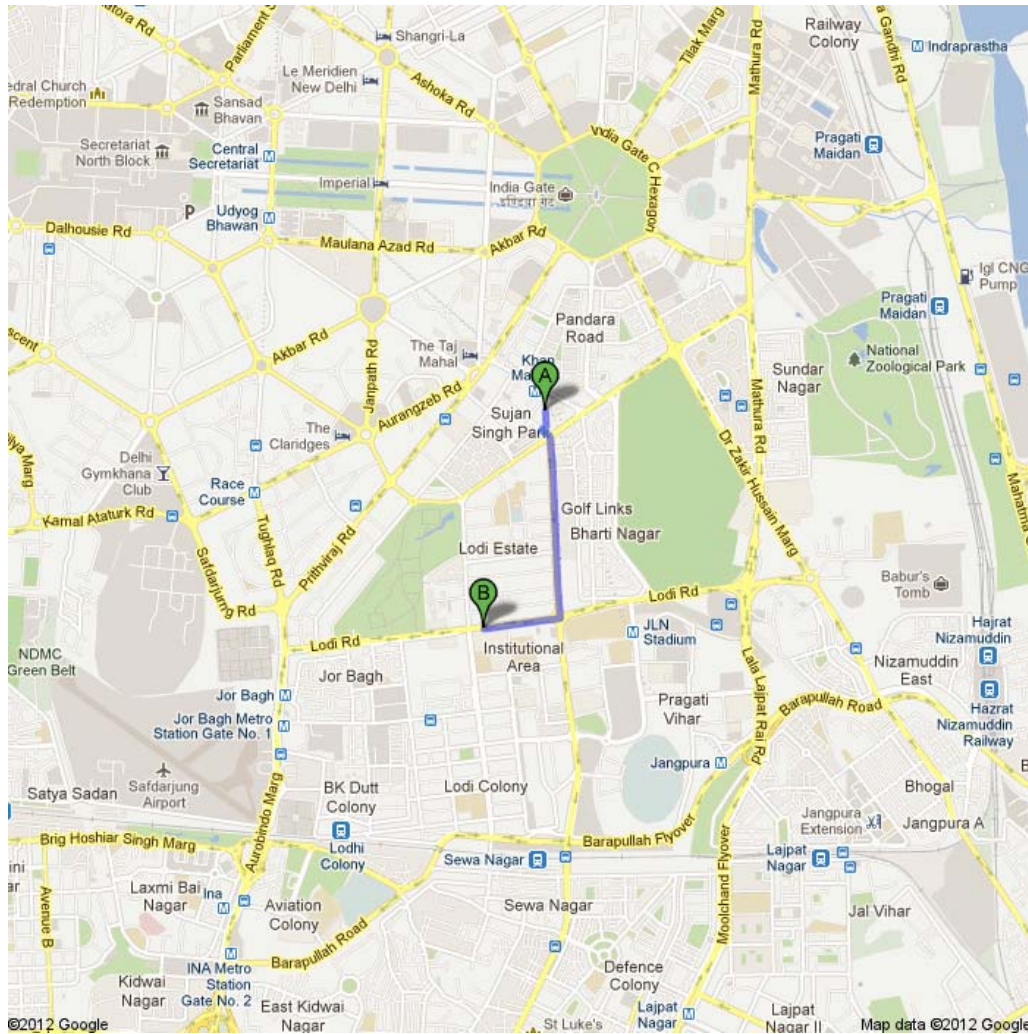 Shangri-La
Tilak Marg
Mathura Rd
Railway
Colony
Indraprastha
Le Meridien
New Delhi
Ashoka Rd
edral Church
Redemption
Sansad
Bhavan
Secretariat
North Block
Central
Secretariat
India Gate C Hexagon
Pragati
Maidan
Imperial
India Gate
इण्डिया गेट
P
Udyog
Bhawan
Dalhousie Rd
Maulana Azad Rd
Akbar Rd
Igl CNG
Pump
Pragati
Maidan
Pandara
Road
Akbar Rd
Janpath Rd
The Taj
Mahal
National
Zoological Park
Sundar
Nagar
A
Aurangzeb Rd
Sujan
Singh Park
Mathura Rd
The
Claridges
Delhi
Gymkhana
Club
Race
Course
Dr Zakir Hussain Marg
Kamal Ataturk Rd
Tughlaq Rd
Prithviraj Rd
Golf Links
Bharti Nagar
Lodi Estate
Safdarjung Rd
B
Lodi Rd
Babur's
Tomb
Lodi Rd
JLN
Stadium
Institutional
Area
Hajrat
Nizamuddin
NDMC
Green Belt
Jor Bagh
Nizamuddin
East
Lala Lajpat Rai
Jor Bagh
Pragati
Vihar
Barapullah Road
Hazrat
Nizamuddin
Railway
Jor Bagh Metro
Station Gate No. 1
Jangpura
Safdarjung
Airport
Satya Sadan
BK Dutt
Colony
Lodi Colony
Bhogal
Aurobindo Marg
Jangpura
Extension
Jangpura A
Brig Hoshiar Singh Marg
Lodhi
Colony
Barapullah Flyover
Sewa Nagar
Lajpat
Nagar
Moolchand Flyover
Laxmi Bai
Nagar
Ina
Aviation
Colony
Sewa Nagar
Jal Vihar
Avenue B
Barapullah Road
INA Metro
Station
Gate No. 2
Kidwai
Nagar
Defence
Colony
East Kidwai
Nagar
St Luke's
Lajpat
Nagar
Lajpat
Nagar II
©2012 Google
Map data ©2012 Google